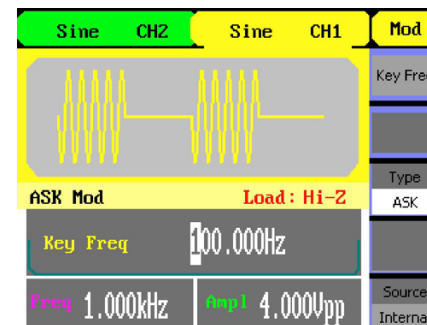 Sine CH2 Sine CH1 Mod
Key Fre
Type
ASK Mod Load: Hi-Z ASK
Key Freq 100.000Hz
Source
Freq 1.000kHz Ampl 4.000Vpp Interna